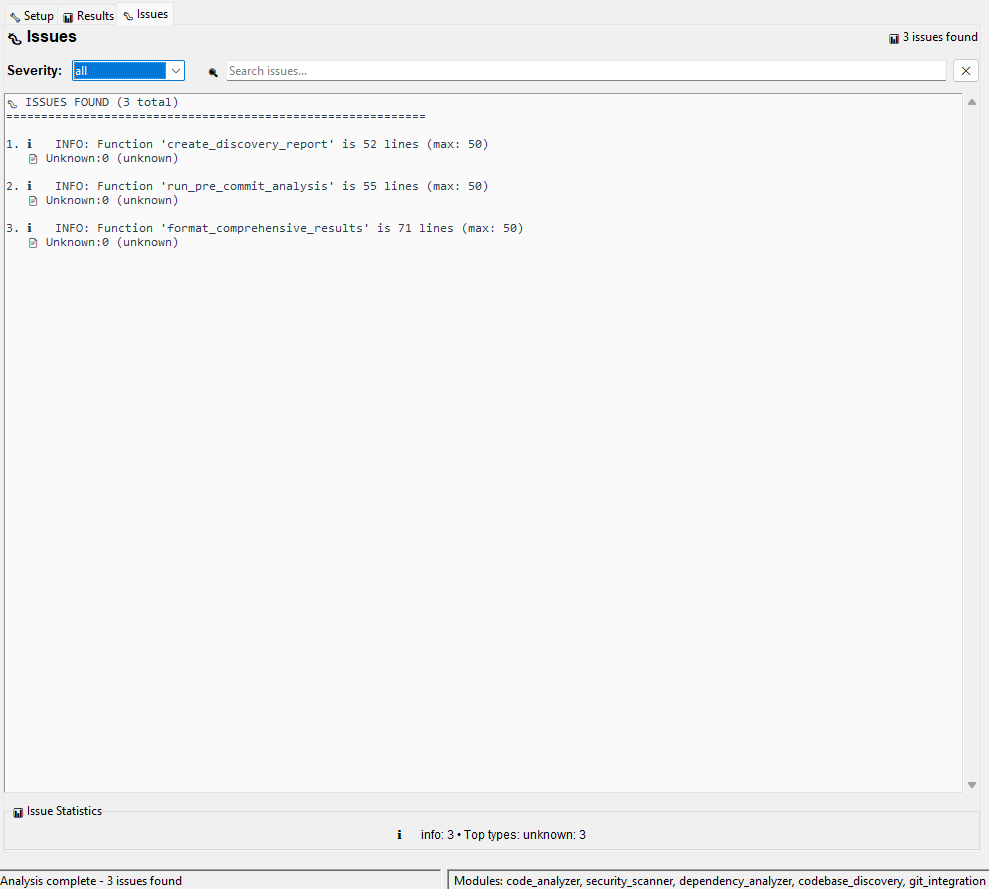 Setup Results Issues
Issues 3 issues found
Severity: all Search issues...
ISSUES FOUND (3 total)
============================================================
1. ℹ INFO: Function 'create_discovery_report' is 52 lines (max: 50)
Unknown:0 (unknown)
2. ℹ INFO: Function 'run_pre_commit_analysis' is 55 lines (max: 50)
Unknown:0 (unknown)
3. ℹ INFO: Function 'format_comprehensive_results' is 71 lines (max: 50)
Unknown:0 (unknown)
Issue Statistics
ℹ info: 3 • Top types: unknown: 3
Analysis complete - 3 issues found Modules: code_analyzer, security_scanner, dependency_analyzer, codebase_discovery, git_integration